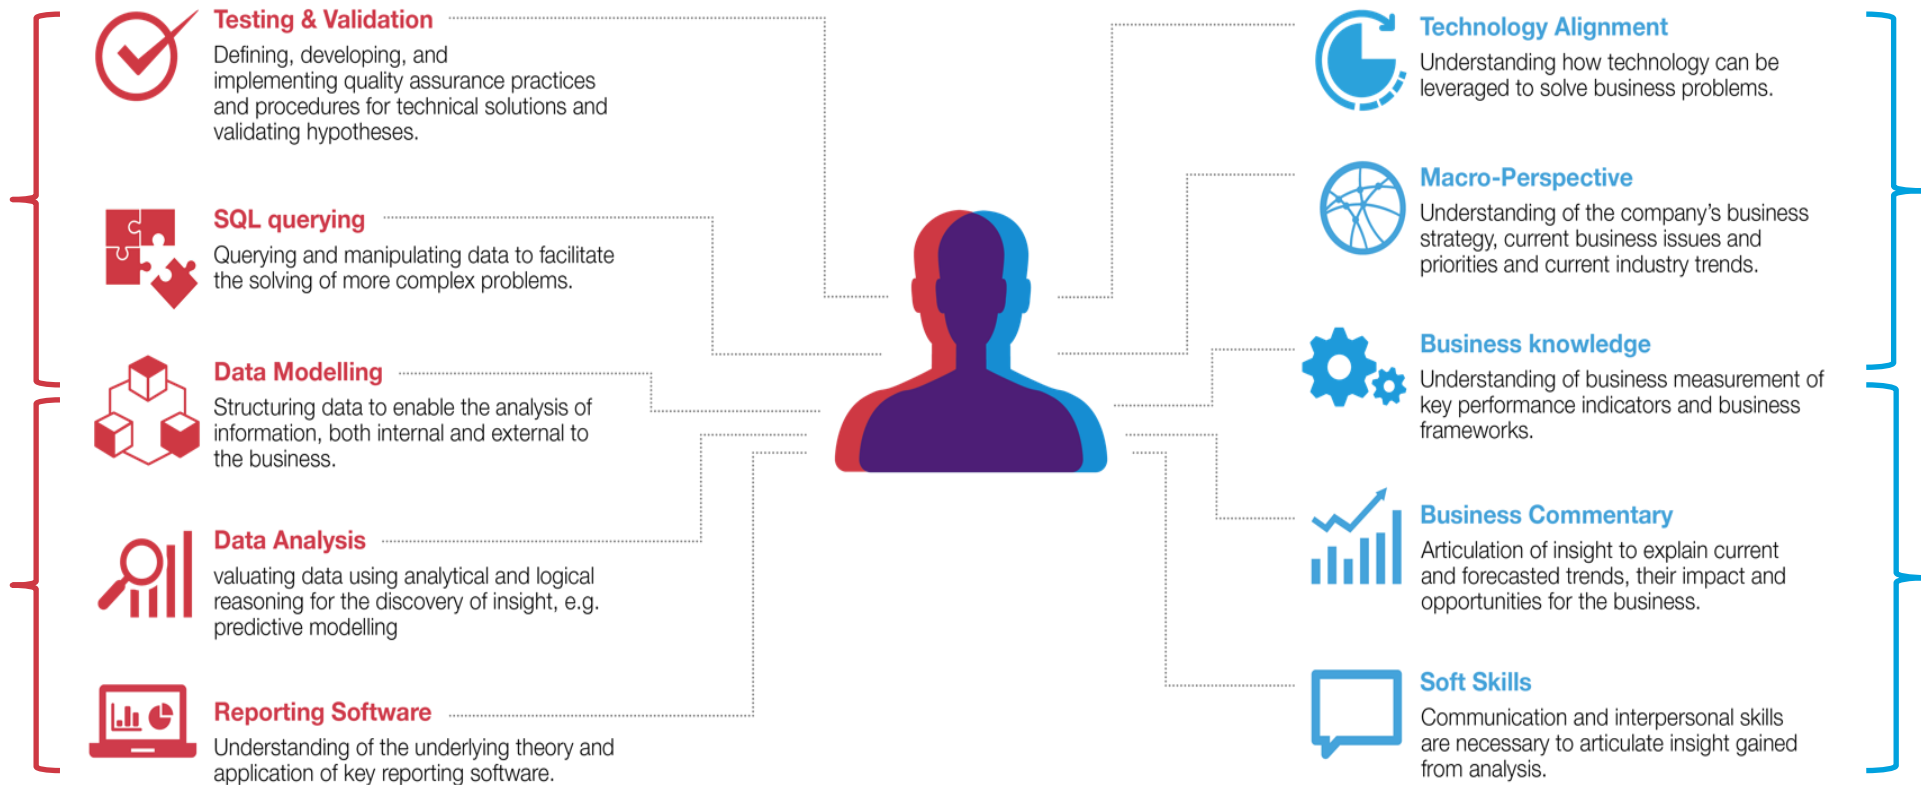 Testing & Validation
Defining, developing, and
implementing quality assurance practices
and procedures for technical solutions and
validating hypotheses.
SQL querying
Querying and manipulating data to facilitate
the solving of more complex problems.
Data Modelling
Structuring data to enable the analysis of
information, both internal and external to
the business.
Data Analysis
valuating data using analytical and logical
reasoning for the discovery of insight, e.g.
predictive modelling
Reporting Software
Understanding of the underlying theory and
application of key reporting software.
Technology Alignment
Understanding how technology can be
leveraged to solve business problems.
Macro-Perspective
Understanding of the company's business
strategy, current business issues and
priorities and current industry trends.
Business knowledge
Understanding of business measurement of
key performance indicators and business
frameworks.
Business Commentary
Articulation of insight to explain current
and forecasted trends, their impact and
opportunities for the business.
Soft Skills
Communication and interpersonal skills
are necessary to articulate insight gained
from analysis.